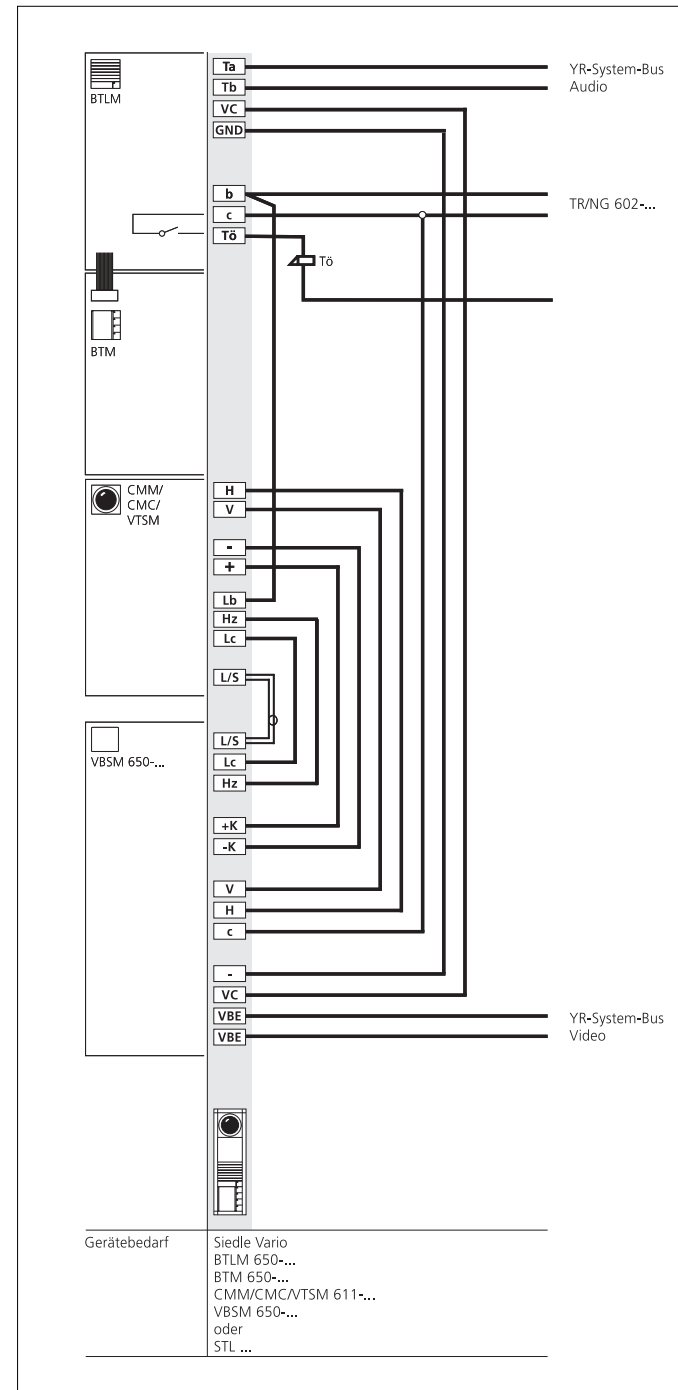 Ta
YR-System-Bus
Audio
Tb
BTLM
VC
GND
b
TR/NG 602-...
c
Tö
Tö
BTM
CMM/
CMC/
VTSM
H
V
-
+
Lb
Hz
Lc
L/S
VBSM 650-...
L/S
Lc
Hz
+K
-K
V
H
c
-
VC
VBE
VBE
YR-System-Bus
Video
Gerätebedarf
Siedle Vario
BTLM 650-...
BTM 650-...
CMM/CMC/VTSM 611-...
VBSM 650-...
oder
STL ...